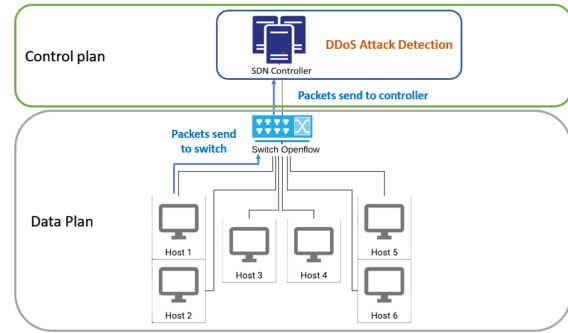 Control plan
DDoS Attack Detection
SDN Controller
Packets send to controller
Packets send
to switch
Switch Openflow
Data Plan
Host 1
Host 2
Host 3
Host 4
Host 5
Host 6